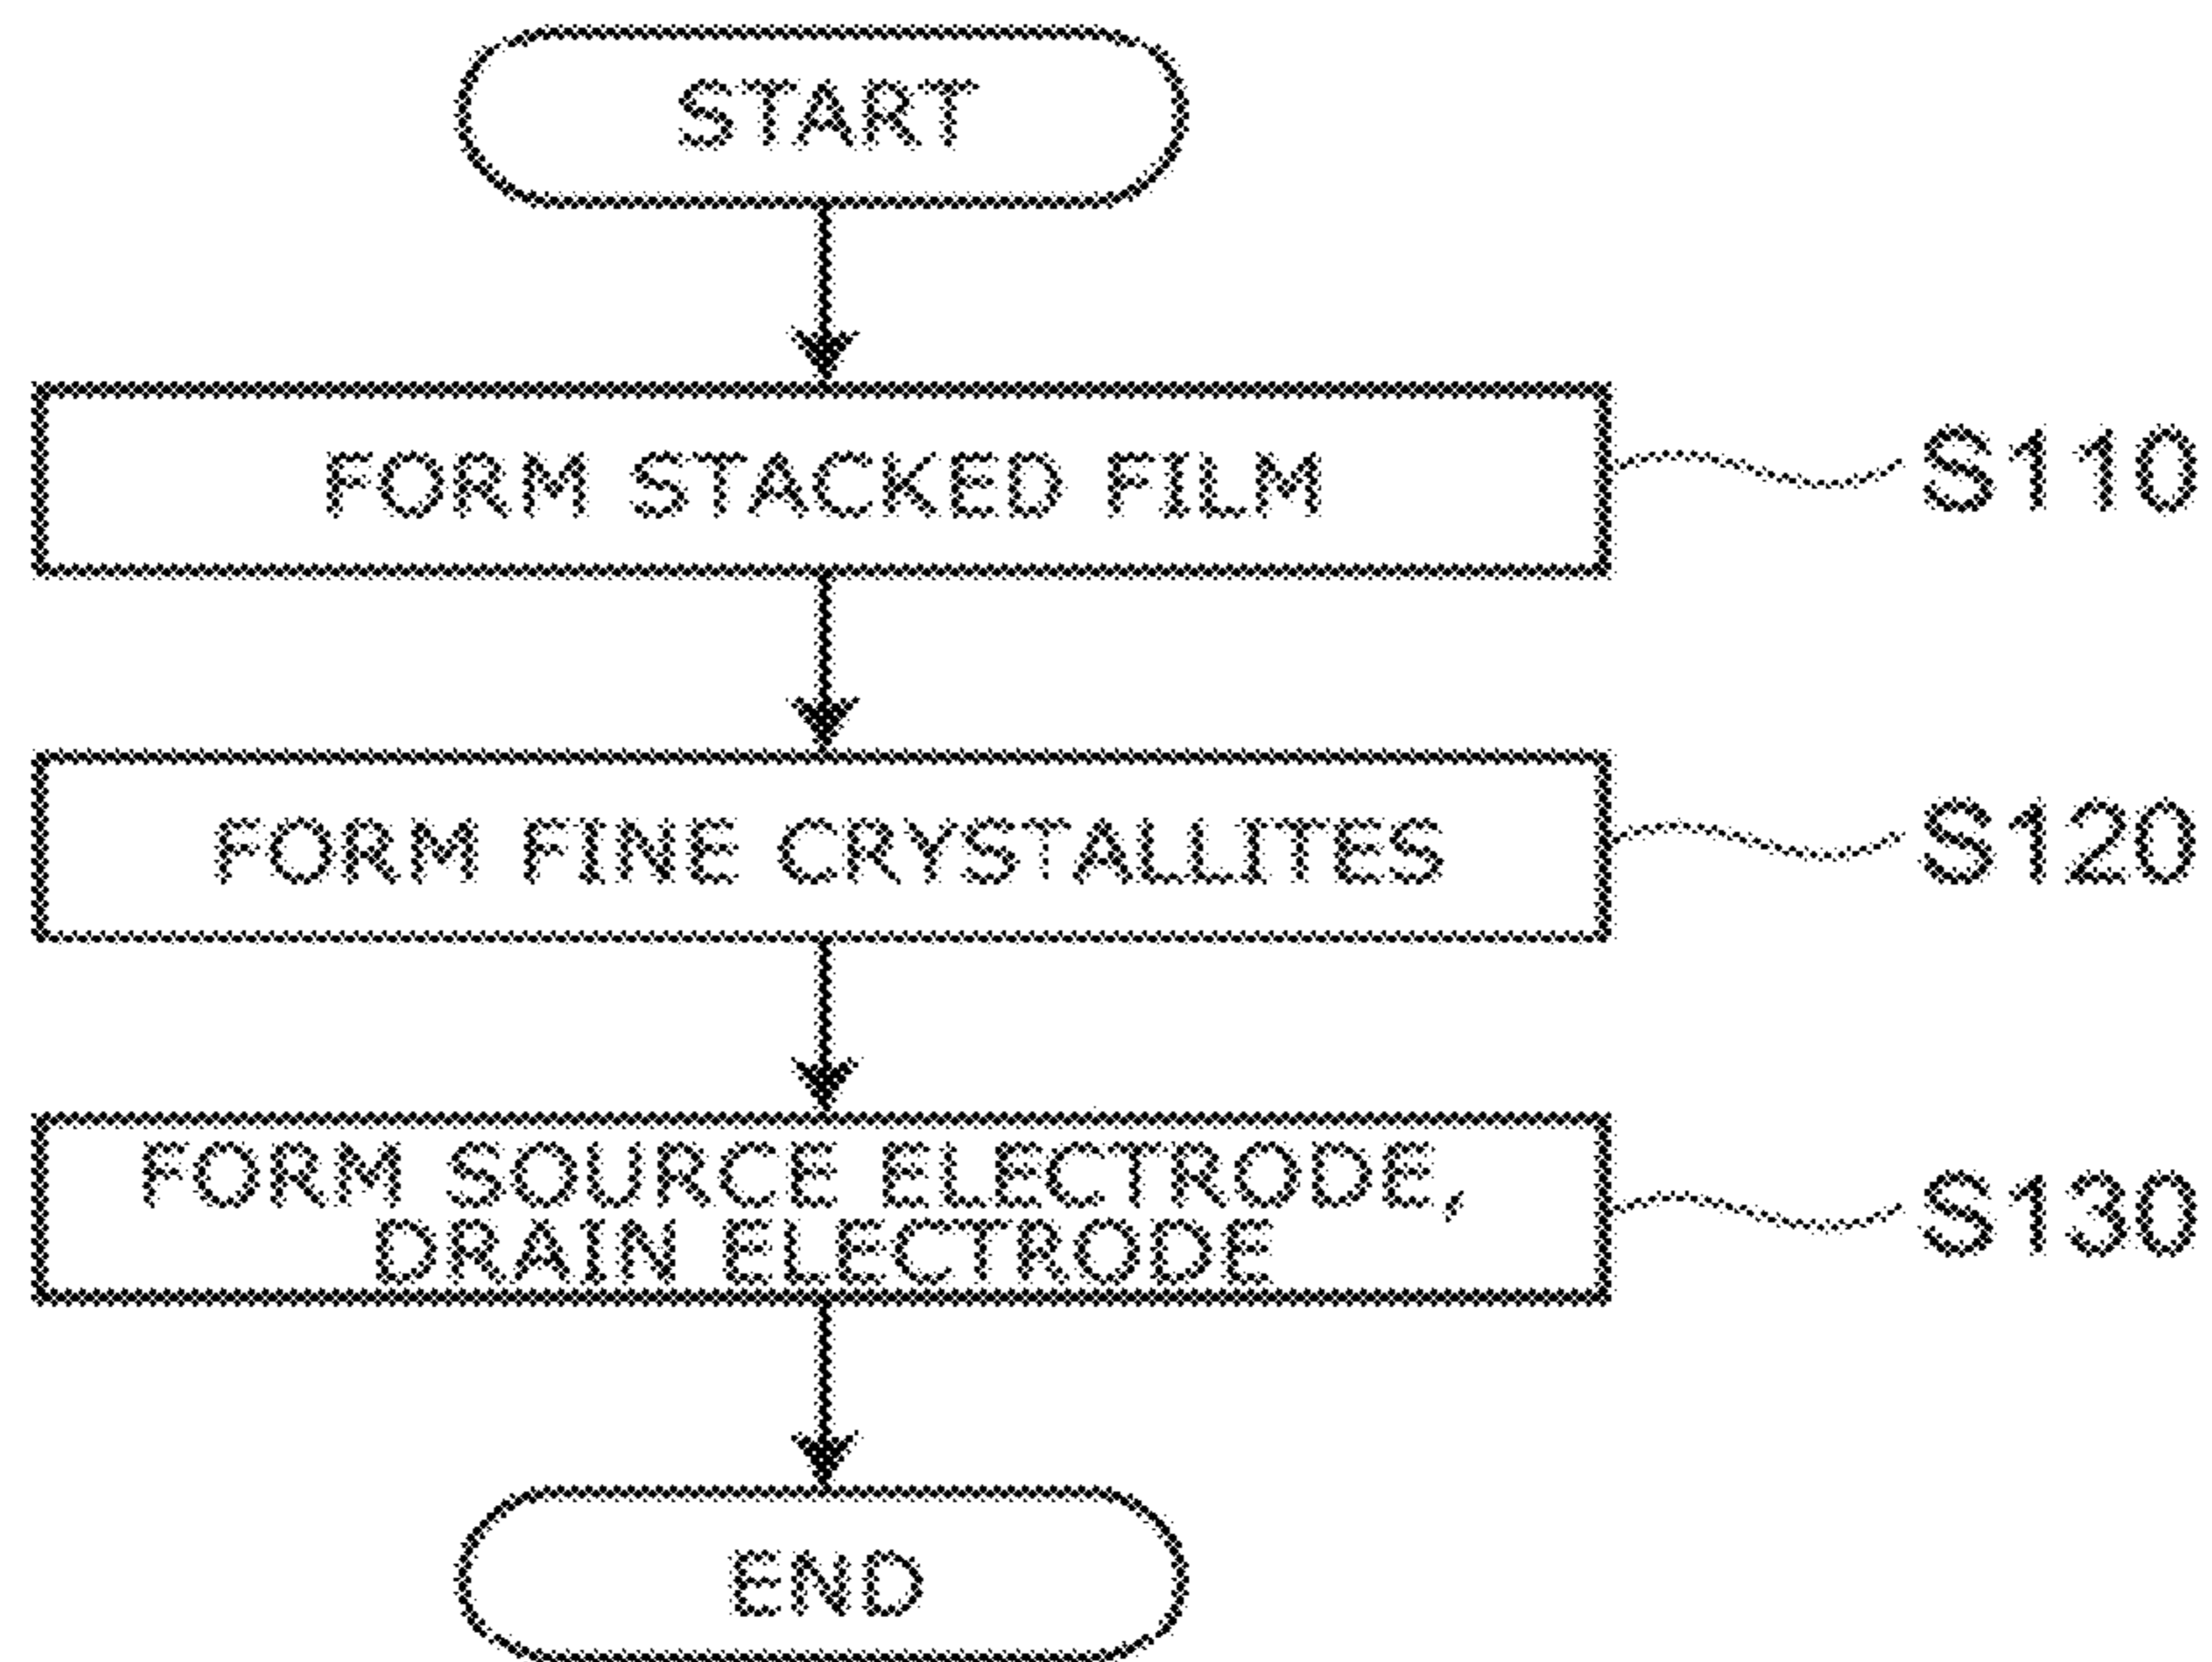 START
FORM STACKED FILM
S110
FORM FINE CRYSTALLITES
S120
FORM SOURCE ELECTRODE,
DRAIN ELECTRODE
S130
END